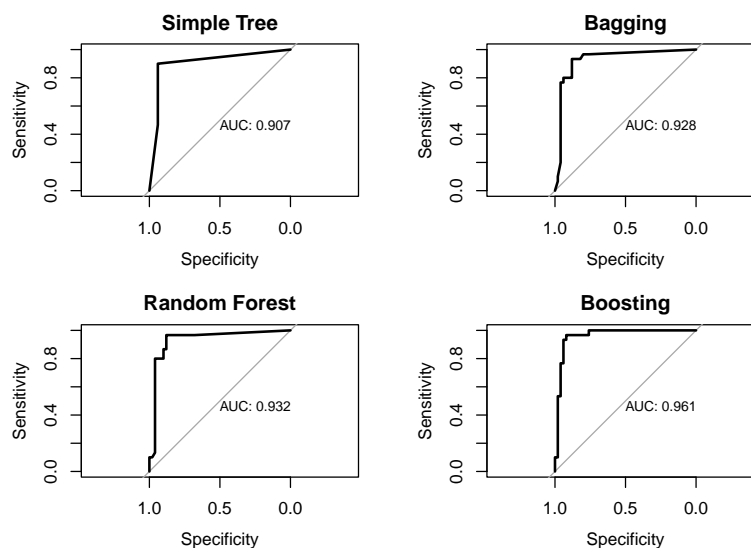 Simple Tree
Sensitivity
0.0 0.4 0.8
AUC: 0.907
1.0 0.5 0.0
Specificity
Bagging
Sensitivity
0.0 0.4 0.8
AUC: 0.928
1.0 0.5 0.0
Specificity
Random Forest
Sensitivity
0.0 0.4 0.8
AUC: 0.932
1.0 0.5 0.0
Specificity
Boosting
Sensitivity
0.0 0.4 0.8
AUC: 0.961
1.0 0.5 0.0
Specificity